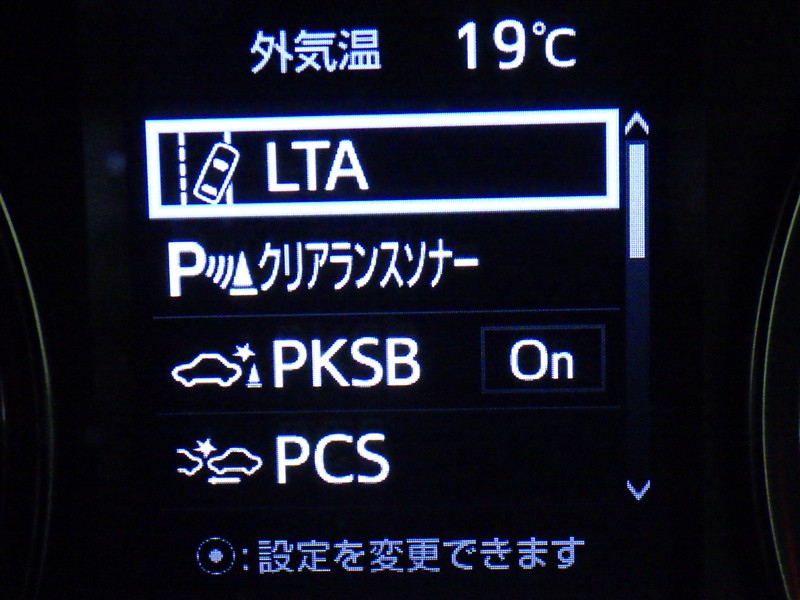 外気温 19℃
LTA
P クリアランスソナー
PKSB On
PCS
⦿:設定を変更できます